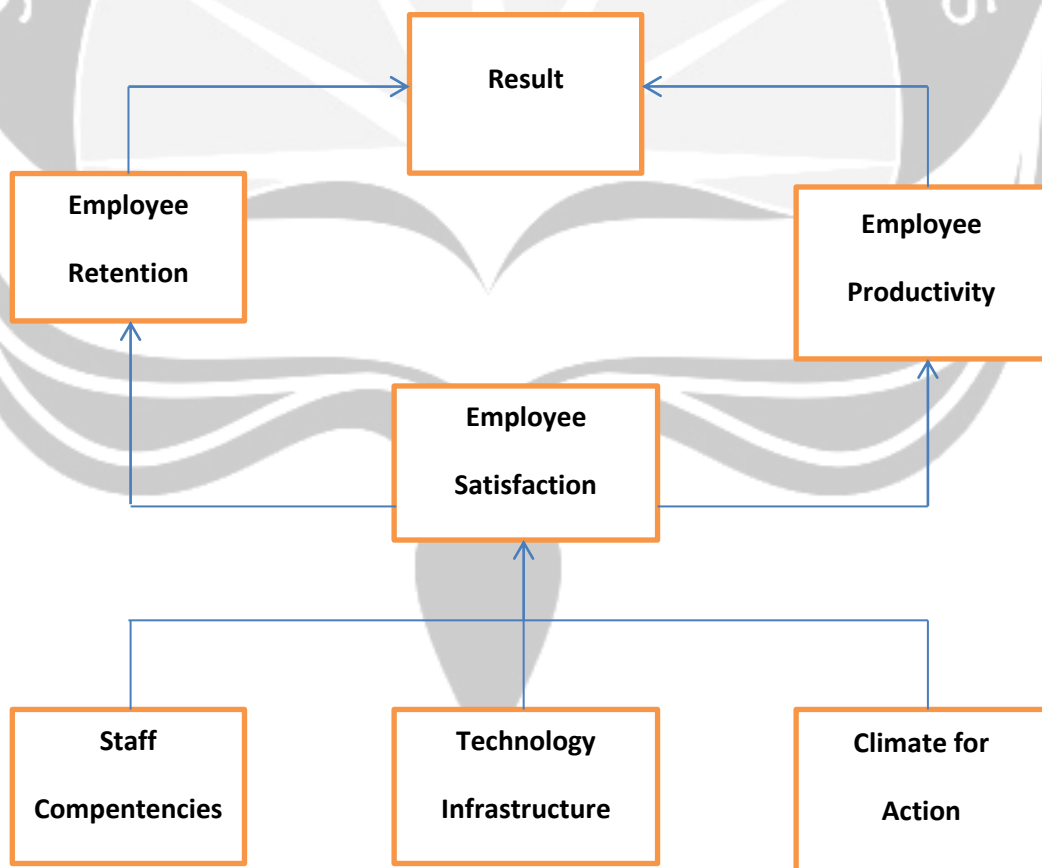 Result
Employee
Retention
Employee
Productivity
Employee
Satisfaction
Staff
Compentencies
Technology
Infrastructure
Climate for
Action